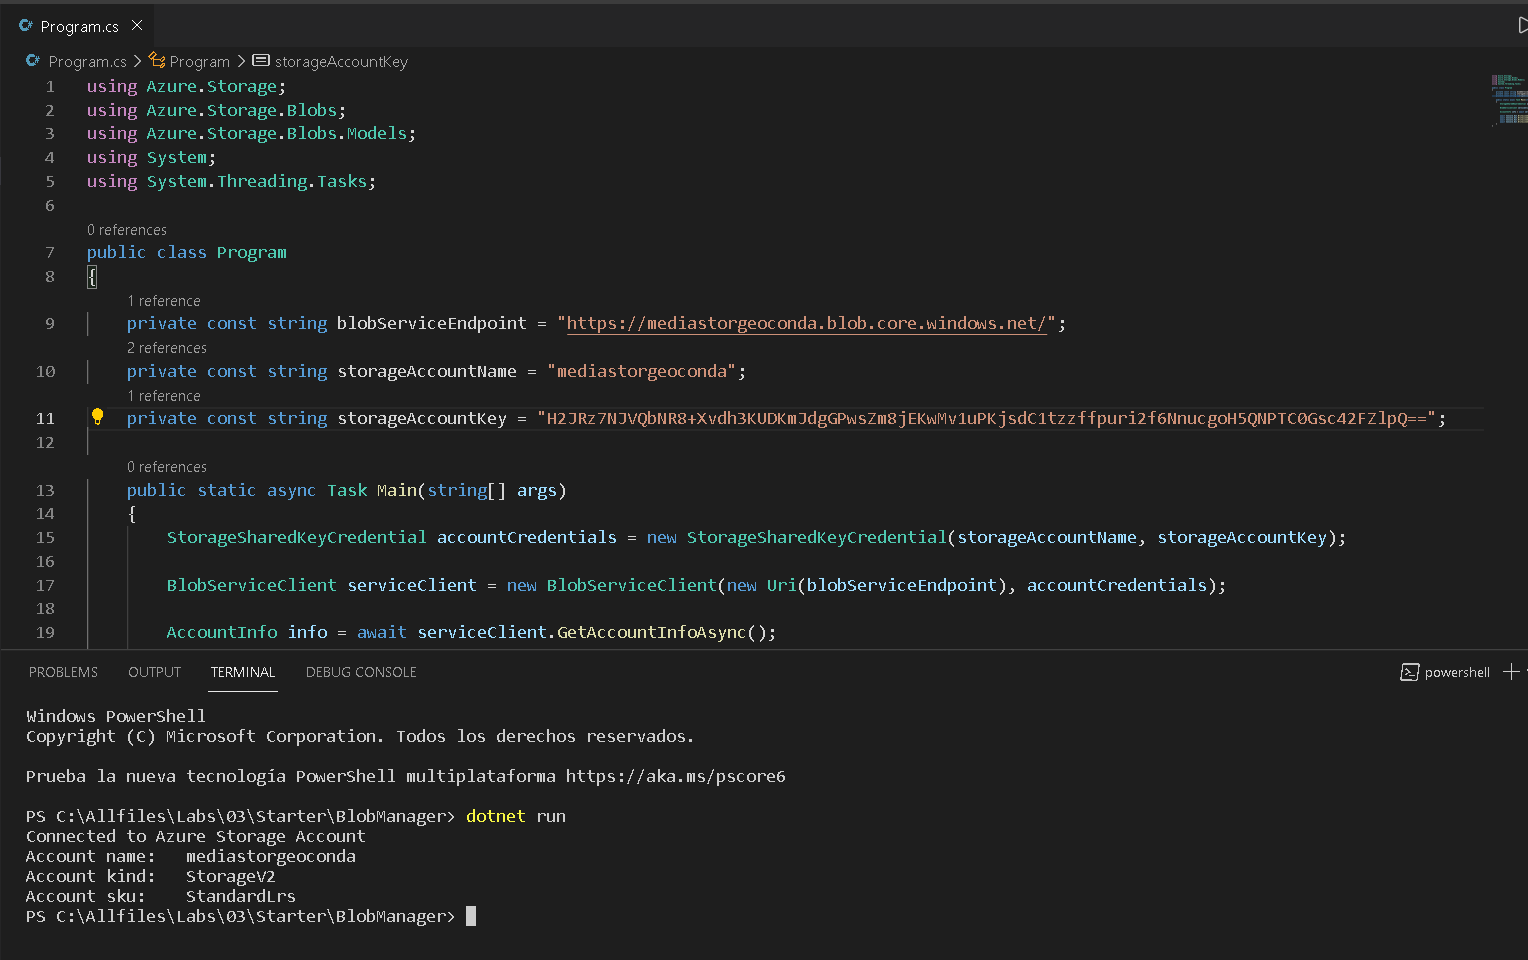 Program.cs
Program.cs > Program > storageAccountKey
1 using Azure.Storage;
2 using Azure.Storage.Blobs;
3 using Azure.Storage.Blobs.Models;
4 using System;
5 using System.Threading.Tasks;
6
0 references
7 public class Program
8 {
1 reference
9 private const string blobServiceEndpoint = "https://mediastorgeoconda.blob.core.windows.net/";
2 references
10 private const string storageAccountName = "mediastorgeoconda";
1 reference
11 private const string storageAccountKey = "H2JRz7NJVQbNR8+Xvdh3KUDKmJdgGPwsZm8jEKwMv1uPKjsdC1tzzffpuri2f6NnucgoH5QNPTC0Gsc42FZlpQ==";
12
0 references
13 public static async Task Main(string[] args)
14 {
15 StorageSharedKeyCredential accountCredentials = new StorageSharedKeyCredential(storageAccountName, storageAccountKey);
16
17 BlobServiceClient serviceClient = new BlobServiceClient(new Uri(blobServiceEndpoint), accountCredentials);
18
19 AccountInfo info = await serviceClient.GetAccountInfoAsync();
PROBLEMS OUTPUT TERMINAL DEBUG CONSOLE powershell
Windows PowerShell
Copyright (C) Microsoft Corporation. Todos los derechos reservados.
Prueba la nueva tecnología PowerShell multiplataforma https://aka.ms/pscore6
PS C:\Allfiles\Labs\03\Starter\BlobManager> dotnet run
Connected to Azure Storage Account
Account name: mediastorgeoconda
Account kind: StorageV2
Account sku: StandardLrs
PS C:\Allfiles\Labs\03\Starter\BlobManager>